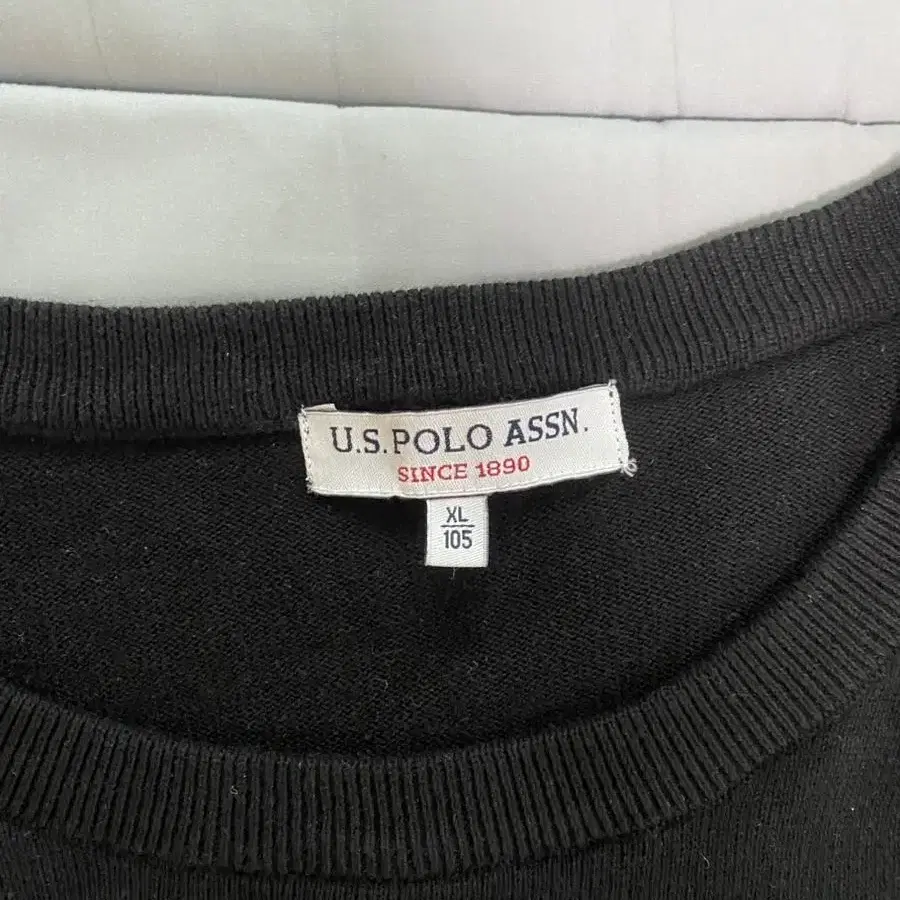 U.S. POLO ASSN.
SINCE 1890
XL
105